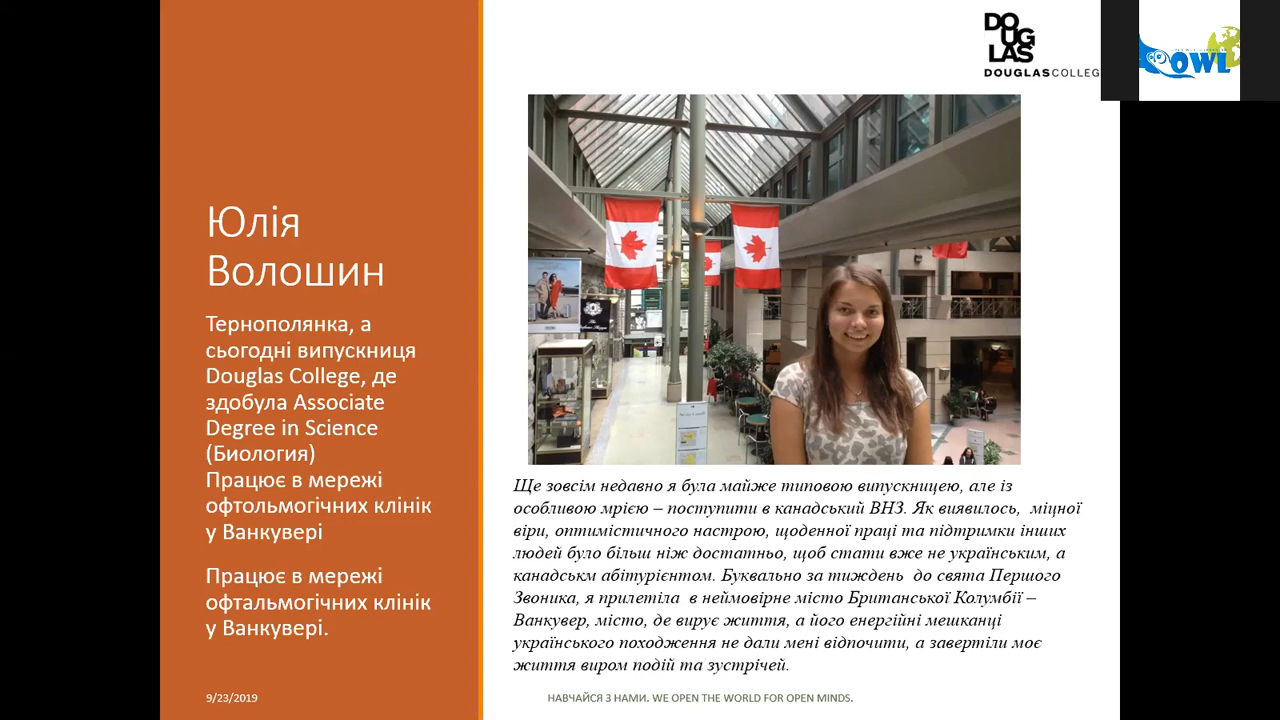 Юлія
Волошин
Тернополянка, а
сьогодні випускниця
Douglas College, де
здобула Associate
Degree in Science
(Биология)
Працює в мережі
офтольмогічних клінік
у Ванкувері
Працює в мережі
офтальмогічних клінік
у Ванкувері.
9/23/2019
DO
UG
LAS
DOUGLASCOLLEG
OWL
Ще зовсім недавно я була майже типовою випускницею, але із
особливою мрією – поступити в канадський ВНЗ. Як виявилось, міцної
віри, оптимістичного настрою, щоденної праці та підтримки інших
людей було більш ніж достатньо, щоб стати вже не українським, а
канадськм абітурієнтом. Буквально за тиждень до свята Першого
Звоника, я прилетіла в неймовірне місто Британської Колумбії –
Ванкувер, місто, де вирує життя, а його енергійні мешканці
українського походження не дали мені відпочити, а завертіли моє
життя виром подій та зустрічей.
НАВЧАЙСЯ З НАМИ. WE OPEN THE WORLD FOR OPEN MINDS.